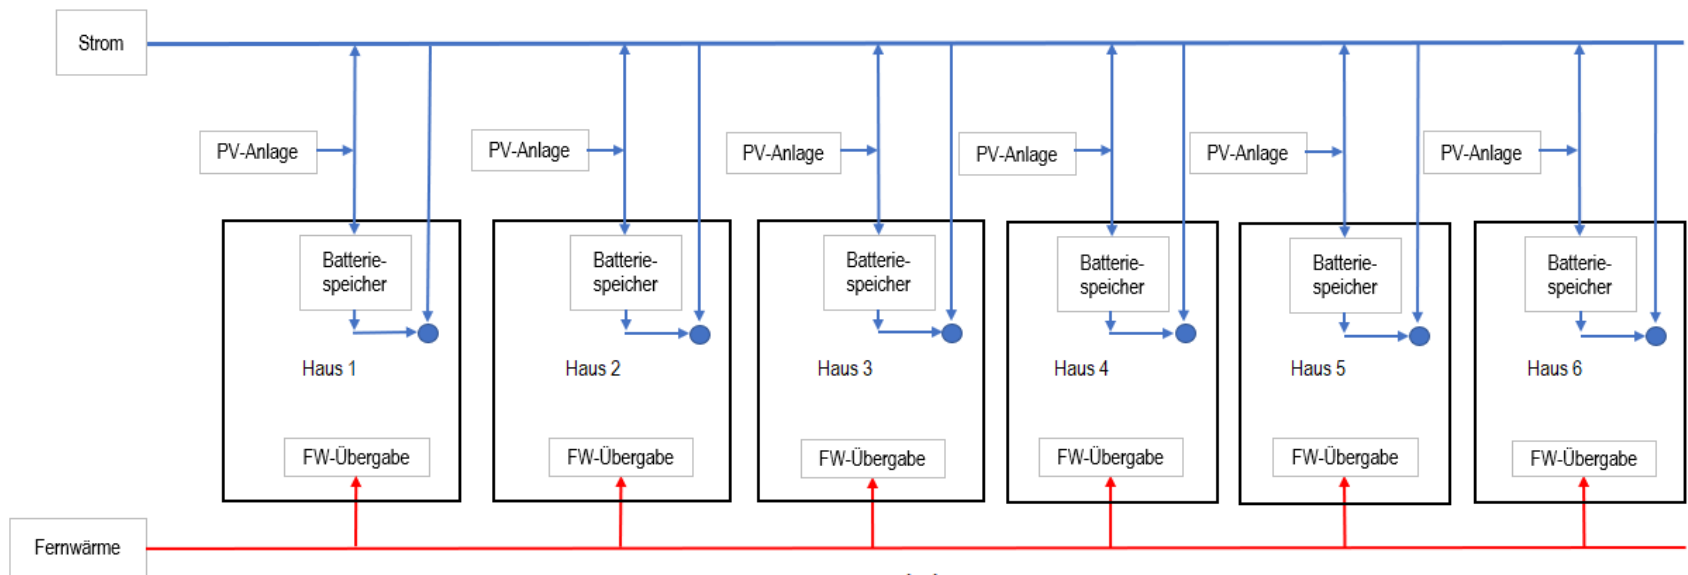 Strom
PV-Anlage
PV-Anlage
PV-Anlage
PV-Anlage
PV-Anlage
PV-Anlage
Batterie-
speicher
Batterie-
speicher
Batterie-
speicher
Batterie-
speicher
Batterie-
speicher
Batterie-
speicher
Haus 1
Haus 2
Haus 3
Haus 4
Haus 5
Haus 6
FW-Übergabe
FW-Übergabe
FW-Übergabe
FW-Übergabe
FW-Übergabe
FW-Übergabe
Fernwärme